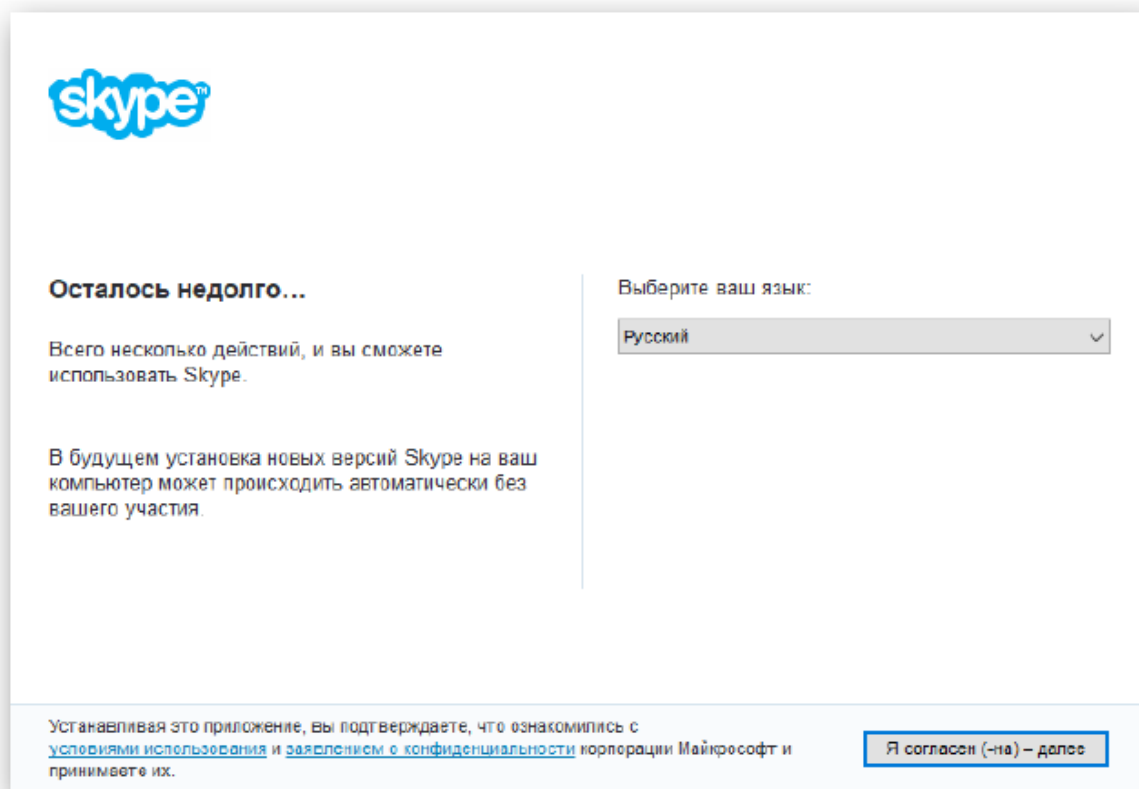 skype™
Осталось недолго...
Всего несколько действий, и вы сможете
использовать Skype.
В будущем установка новых версий Skype на ваш
компьютер может происходить автоматически без
вашего участия.
Выберите ваш язык:
Русский
Устанавливая это приложение, вы подтверждаете, что ознакомились с
условиями использования и заявлением о конфиденциальности корпорации Майкрософт и
принимаете их.
Я согласен (-на) – далее